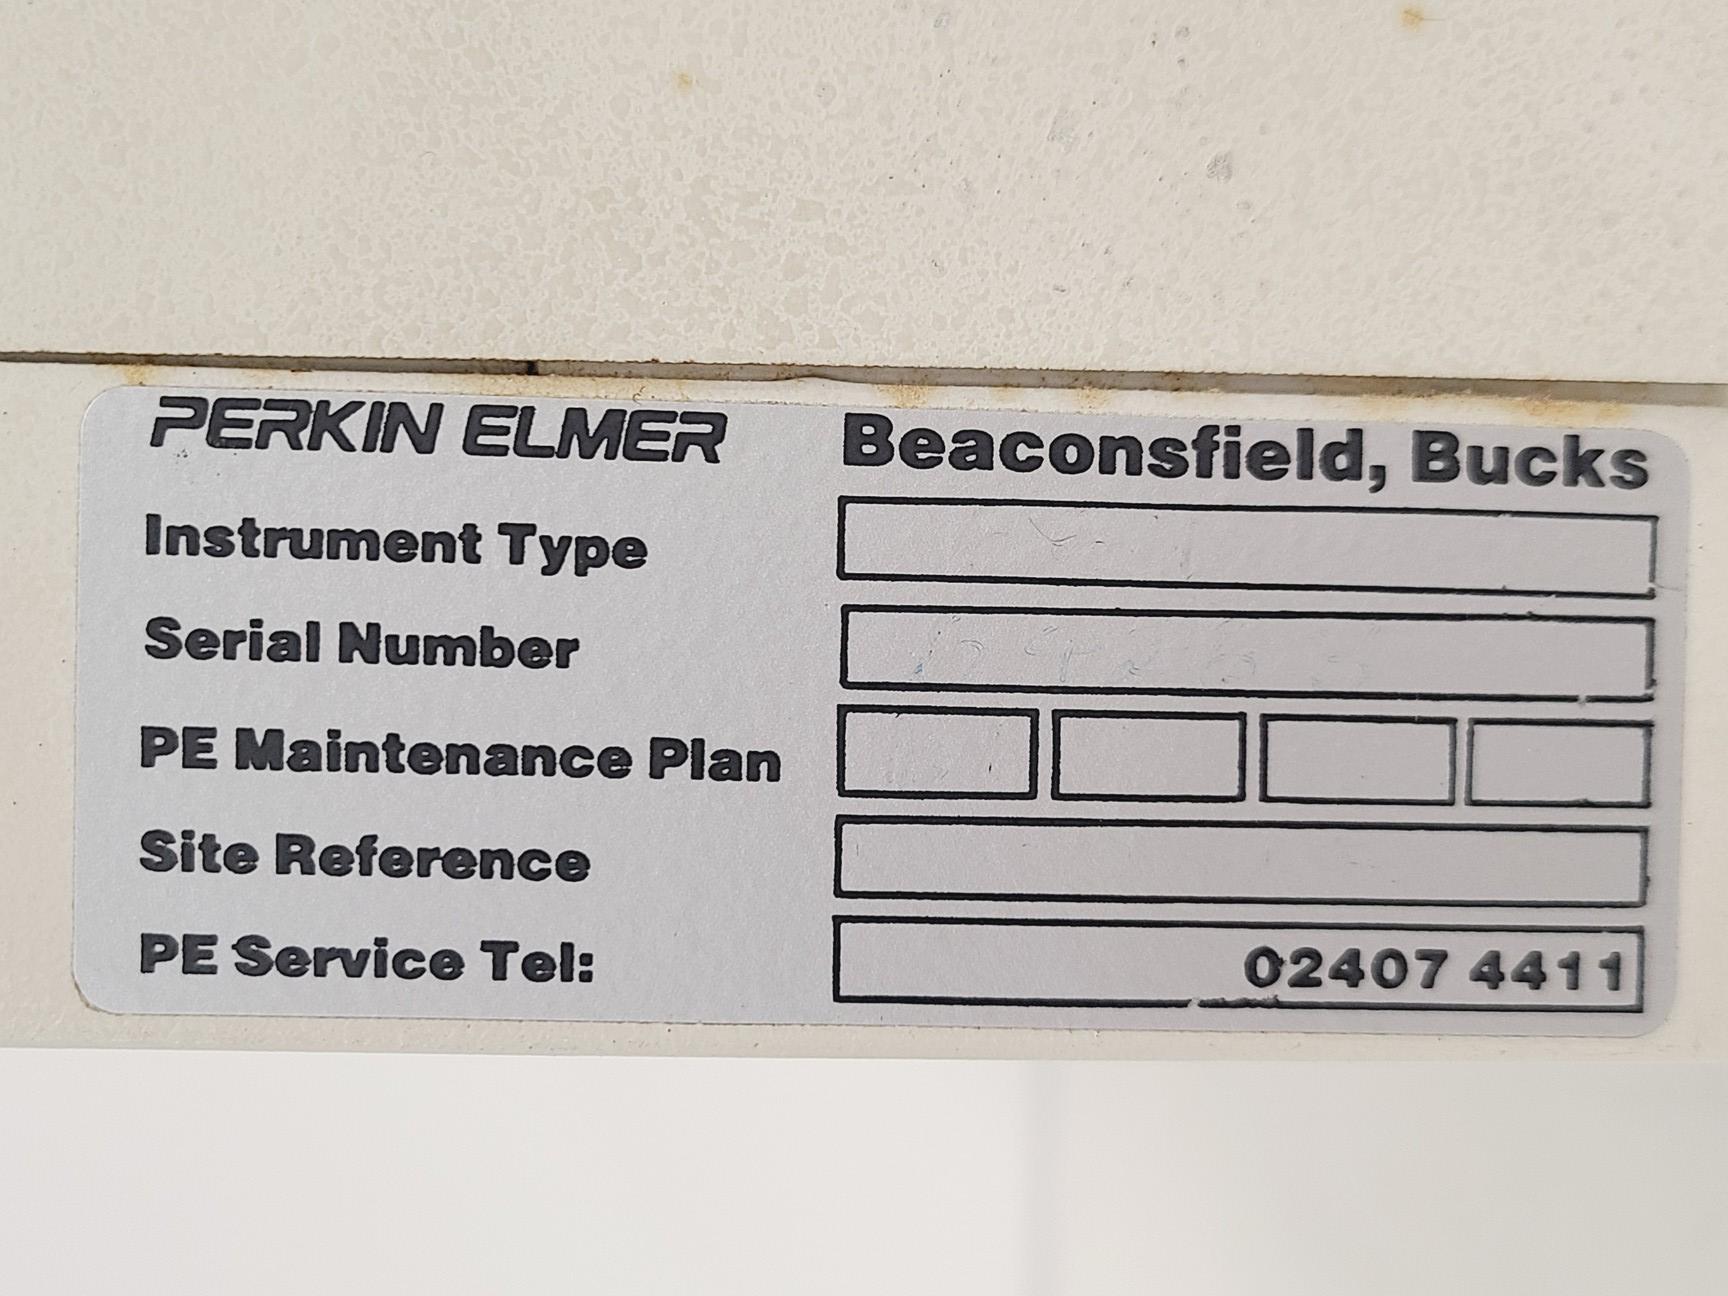 PERKIN ELMER Beaconsfield, Bucks
Instrument Type
Serial Number
PE Maintenance Plan
Site Reference
PE Service Tel: 02407 4411